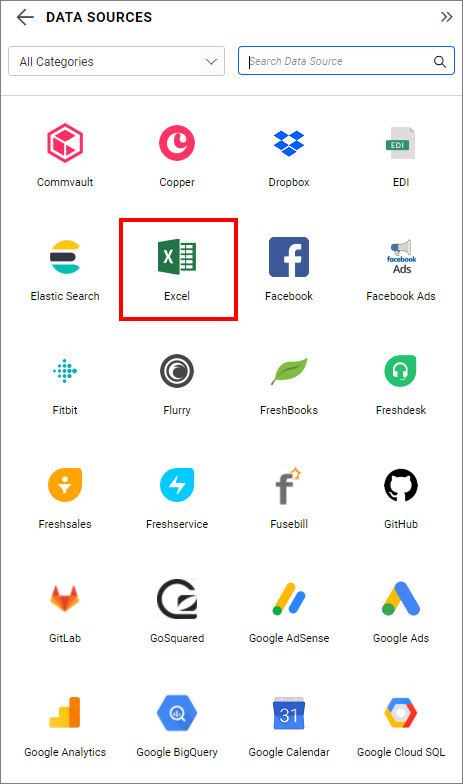 DATA SOURCES
All Categories
Search Data Source
Commvault Copper Dropbox EDI
EDI
Elastic Search Excel Facebook Facebook Ads
facebook
Ads
Fitbit Flurry FreshBooks Freshdesk
Freshsales Freshservice Fusebill GitHub
GitLab GoSquared Google AdSense Google Ads
31
Google Analytics Google BigQuery Google Calendar Google Cloud SQL